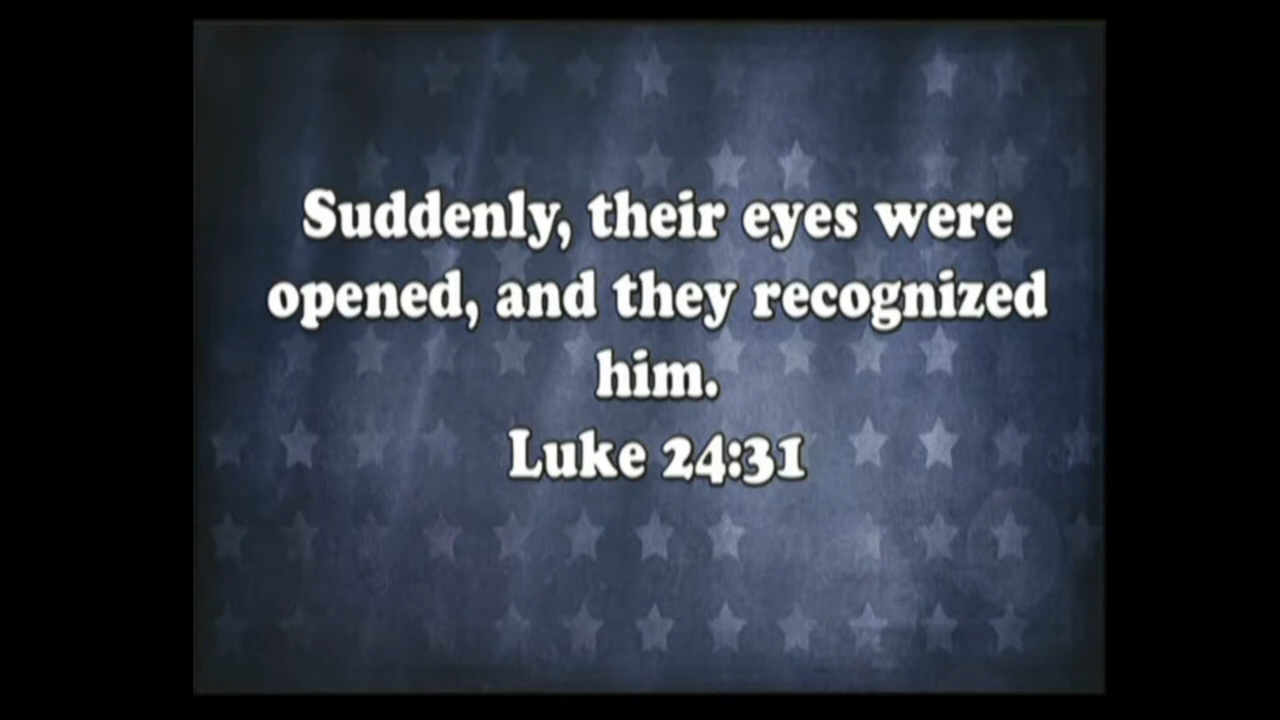 Suddenly, their eyes were
opened, and they recognized
him.
Luke 24:31